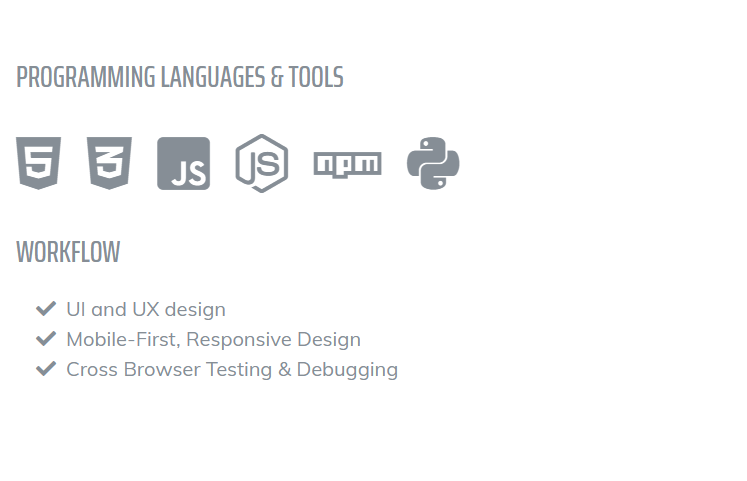 PROGRAMMING LANGUAGES & TOOLS
5 3 JS JS npm
WORKFLOW
UI and UX design
Mobile-First, Responsive Design
Cross Browser Testing & Debugging